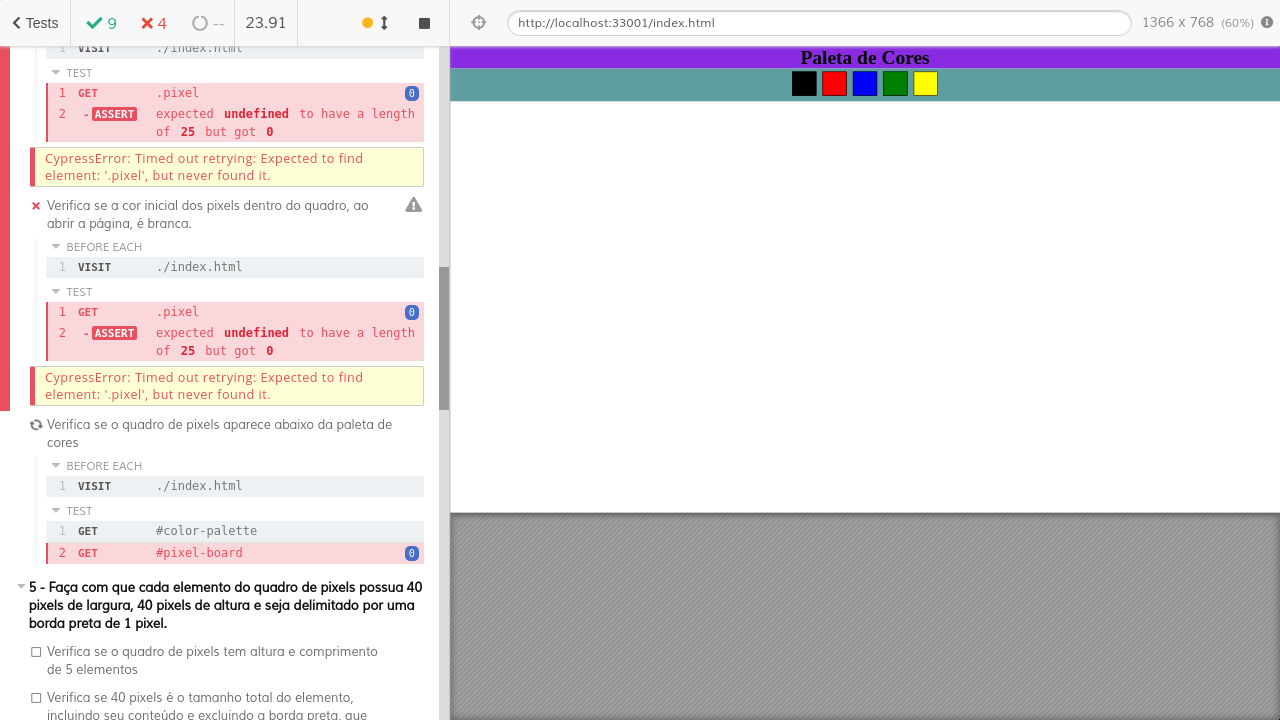 Tests 9 4 -- 23.91
http://localhost:33001/index.html 1366 x 768 (60%)
1 VISIT ./index.html
TEST
1 GET .pixel 0
2 -ASSERT expected undefined to have a length
of 25 but got 0
CypressError: Timed out retrying: Expected to find
element: '.pixel', but never found it.
Verifica se a cor inicial dos pixels dentro do quadro, ao
abrir a página, é branca.
BEFORE EACH
1 VISIT ./index.html
TEST
1 GET .pixel 0
2 -ASSERT expected undefined to have a length
of 25 but got 0
CypressError: Timed out retrying: Expected to find
element: '.pixel', but never found it.
Verifica se o quadro de pixels aparece abaixo da paleta de
cores
BEFORE EACH
1 VISIT ./index.html
TEST
1 GET #color-palette
2 GET #pixel-board 0
5 - Faça com que cada elemento do quadro de pixels possua 40
pixels de largura, 40 pixels de altura e seja delimitado por uma
borda preta de 1 pixel.
Verifica se o quadro de pixels tem altura e comprimento
de 5 elementos
Verifica se 40 pixels é o tamanho total do elemento,
incluindo seu conteúdo e excluindo a borda preta, que
Paleta de Cores